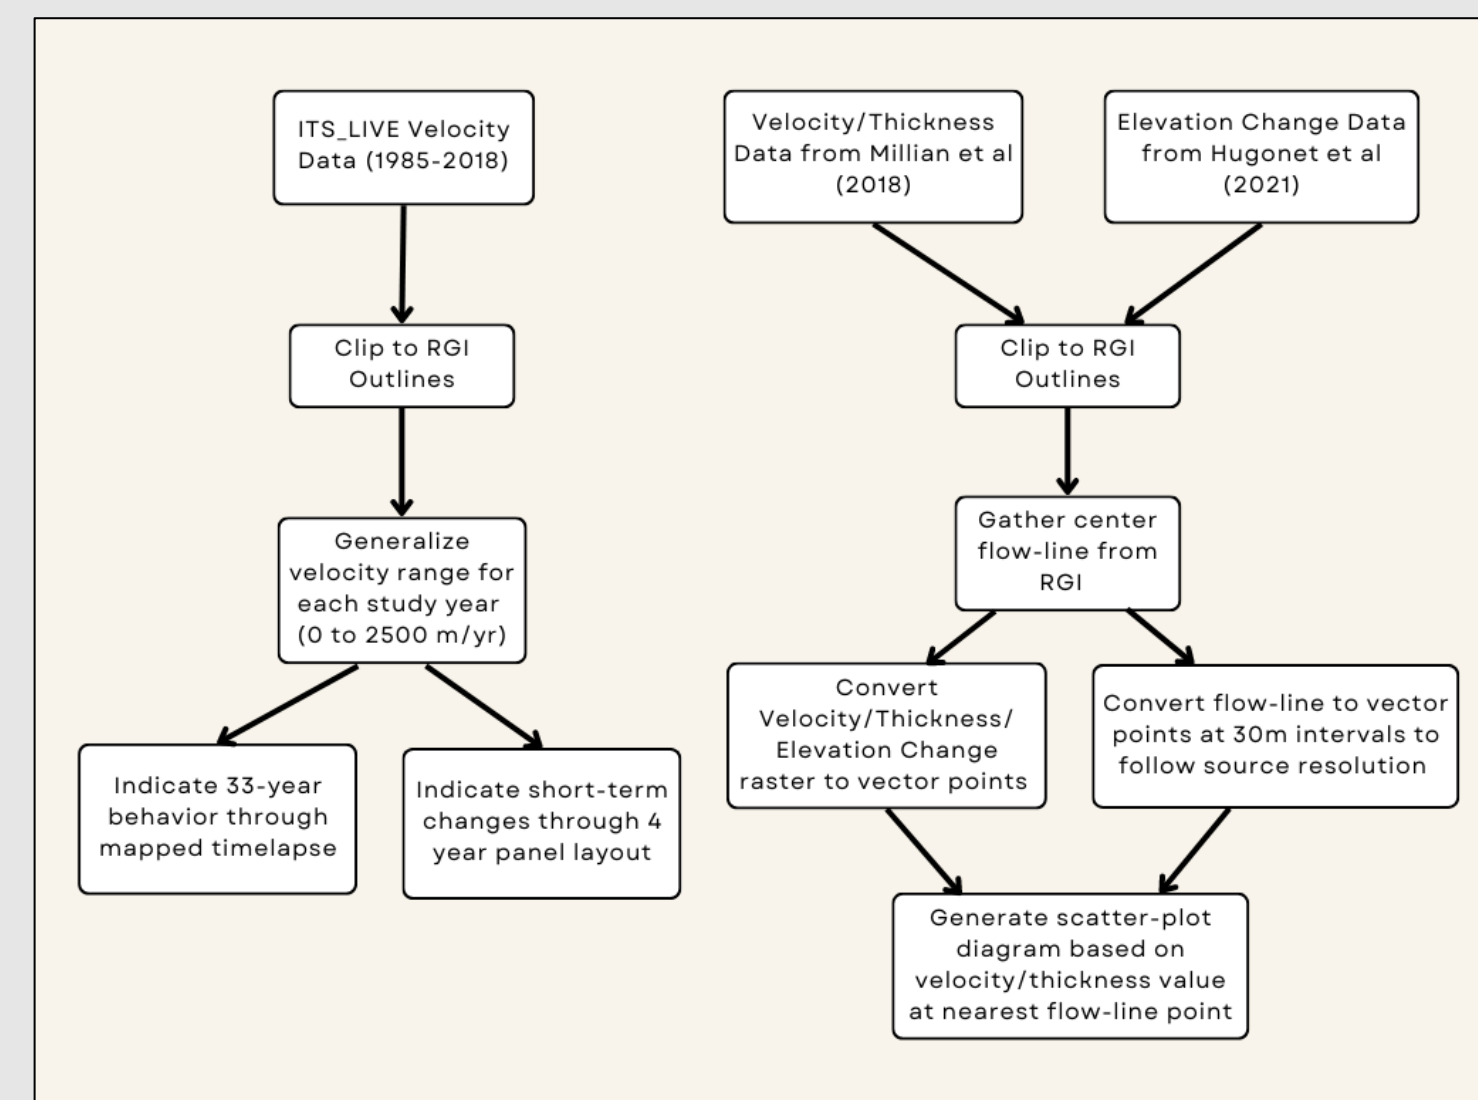 ITS_LIVE Velocity
Data (1985-2018)
Clip to RGI
Outlines
Generalize
velocity range for
each study year
(0 to 2500 m/yr)
Indicate 33-year
behavior through
mapped timelapse
Indicate short-term
changes through 4
year panel layout
Velocity/Thickness
Data from Millian et al
(2018)
Elevation Change Data
from Hugonet et al
(2021)
Clip to RGI
Outlines
Gather center
flow-line from
RGI
Convert
Velocity/Thickness/
Elevation Change
raster to vector points
Convert flow-line to vector
points at 30m intervals to
follow source resolution
Generate scatter-plot
diagram based on
velocity/thickness value
at nearest flow-line point